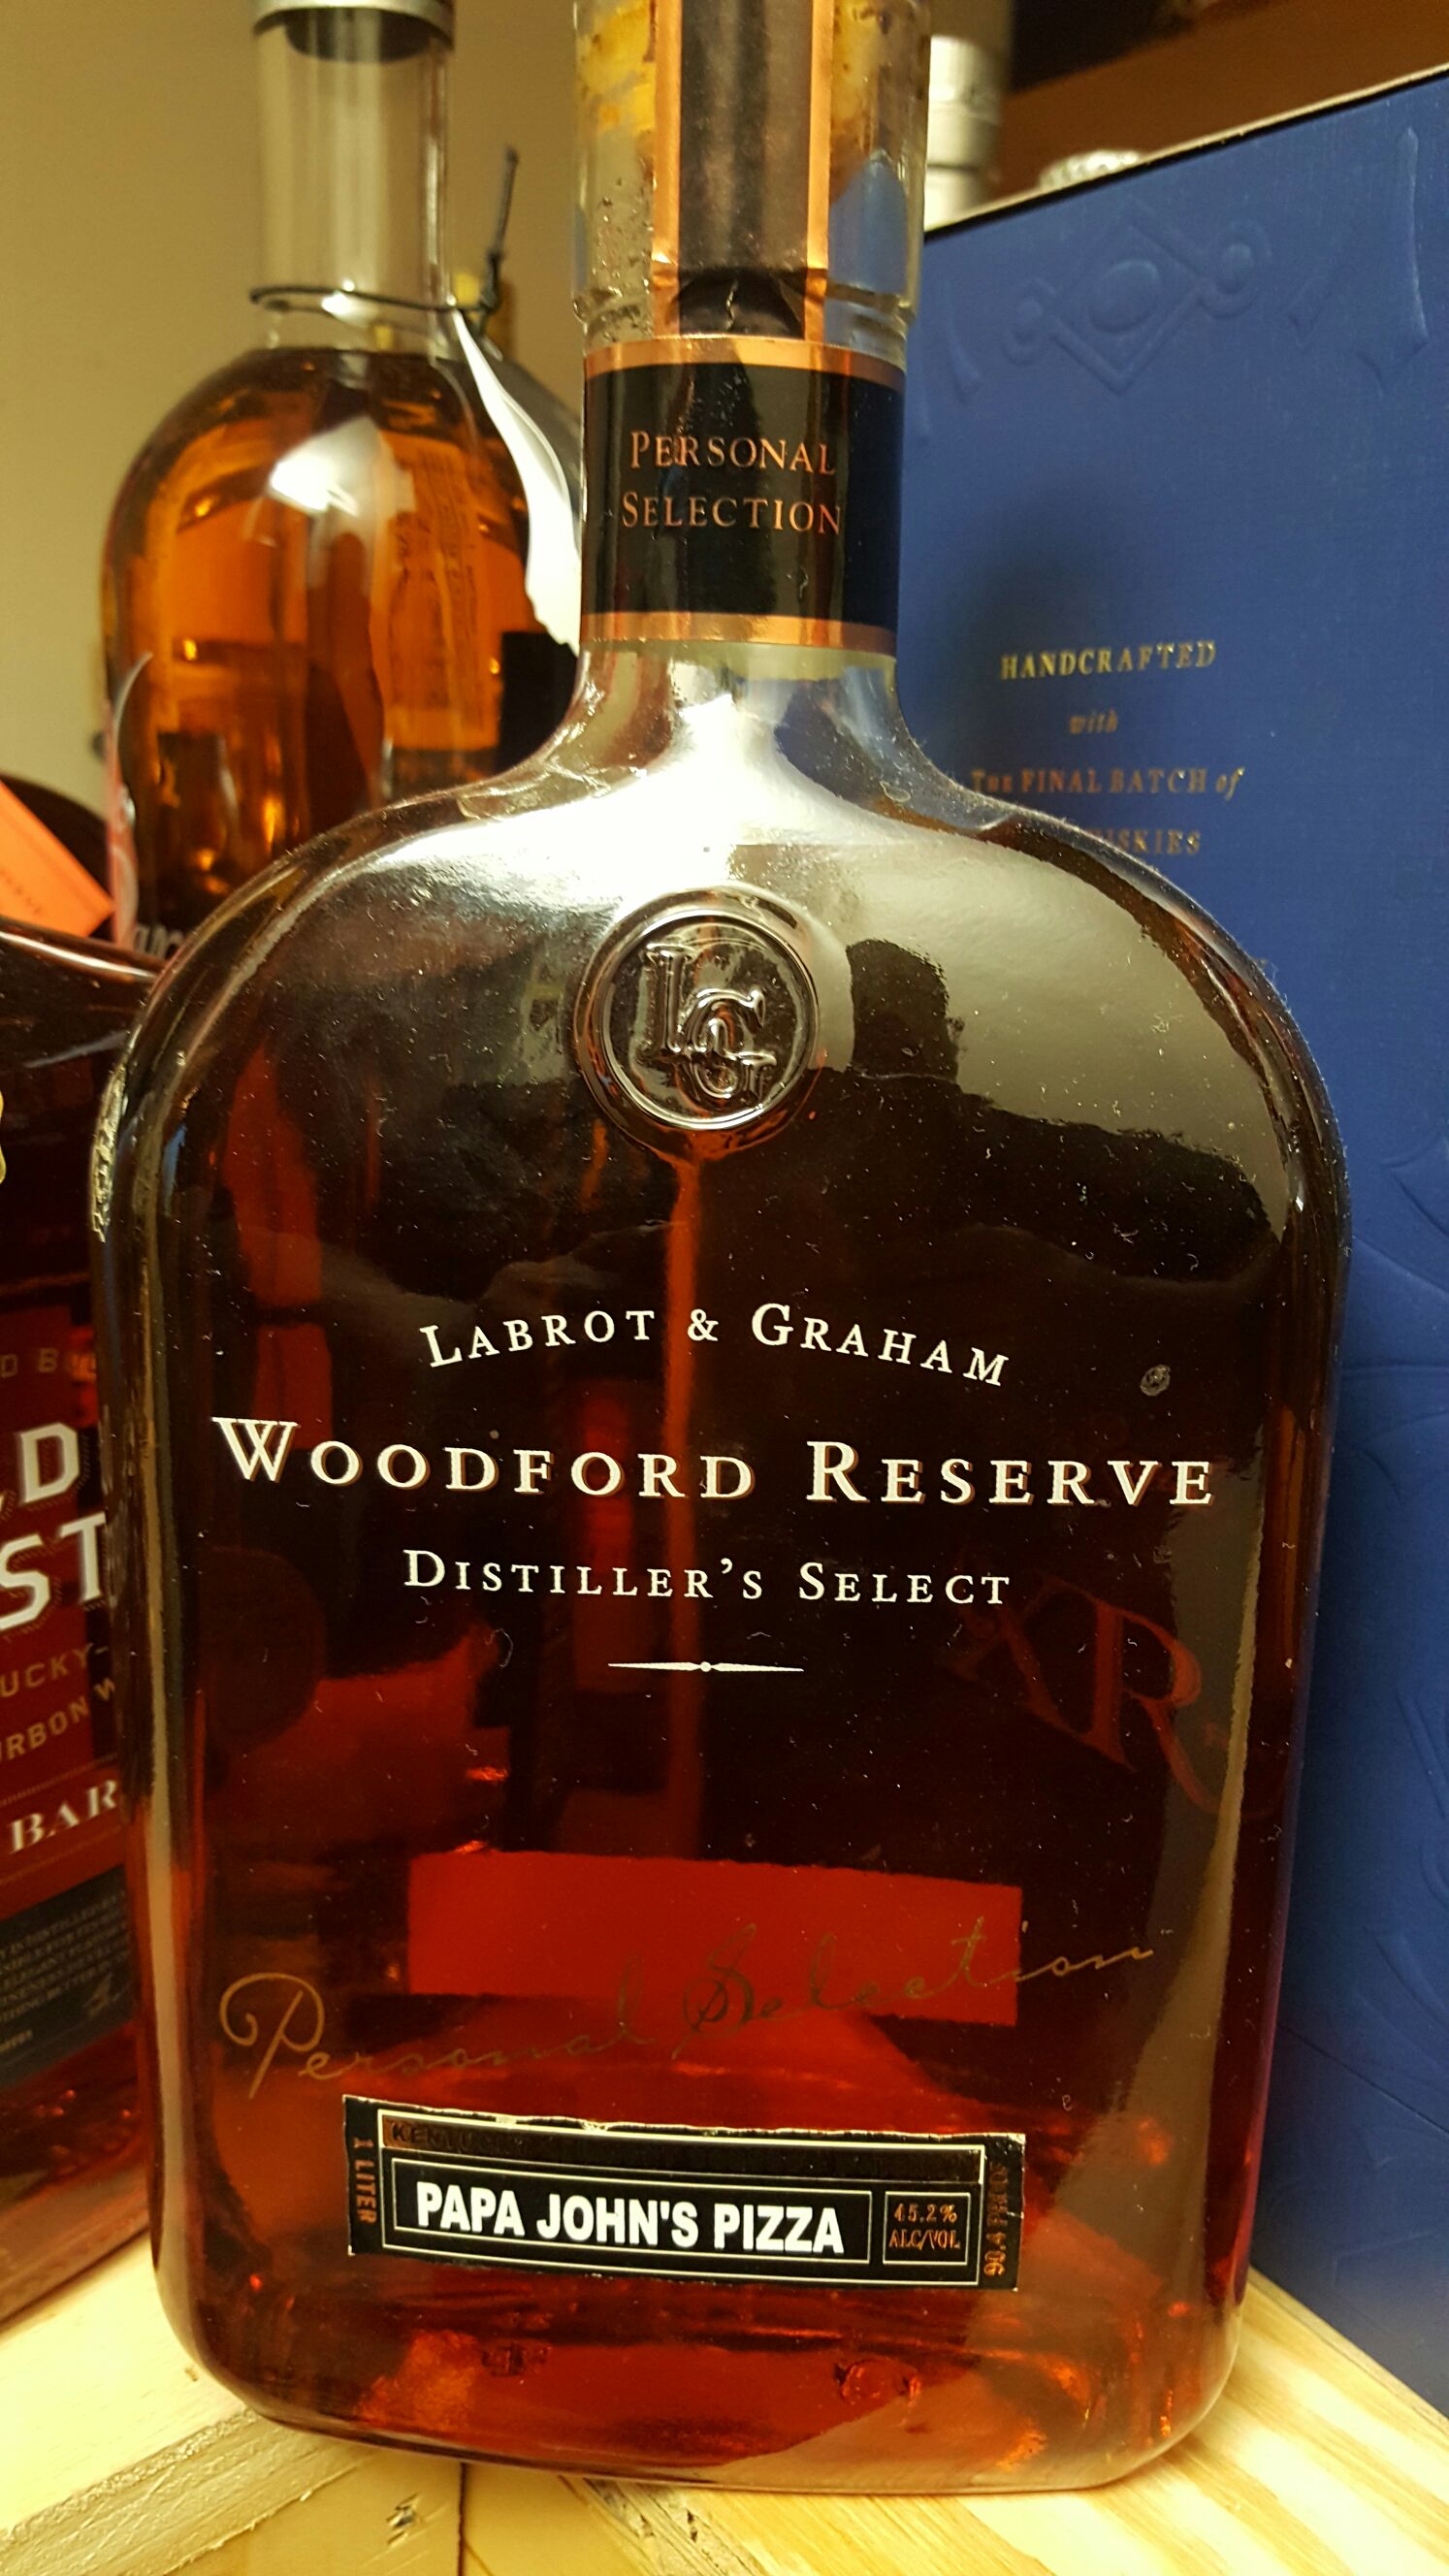 PERSONAL
SELECTION
HANDCRAFTED
with
THE FINAL BATCH of
LG
LABROT & GRAHAM
WOODFORD RESERVE
DISTILLER'S SELECT
Personal Selection
1 LITER
PAPA JOHN'S PIZZA
45.2%
ALC/VOL
90.4 PROOF
BAR